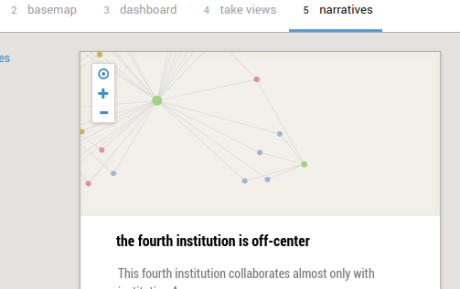 2 basemap 3 dashboard 4 take views 5 narratives
es
the fourth institution is off-center
This fourth institution collaborates almost only with